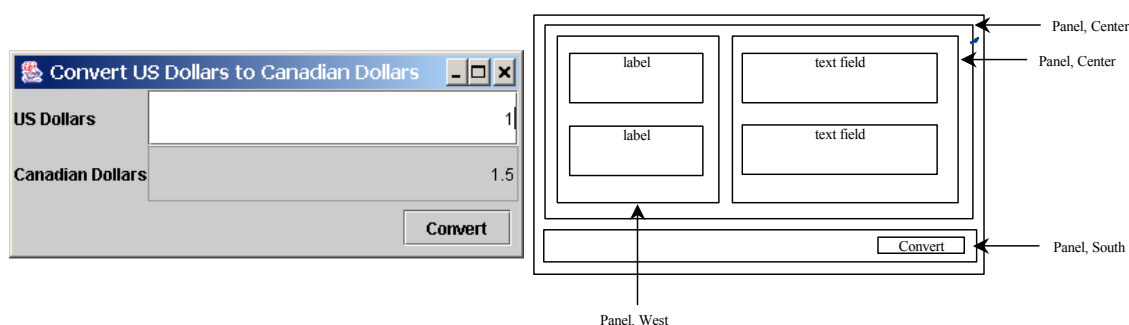 Convert US Dollars to Canadian Dollars
US Dollars
1
Canadian Dollars
1.5
Convert
Panel, Center
Panel, Center
label
text field
label
text field
Convert
Panel, South
Panel, West